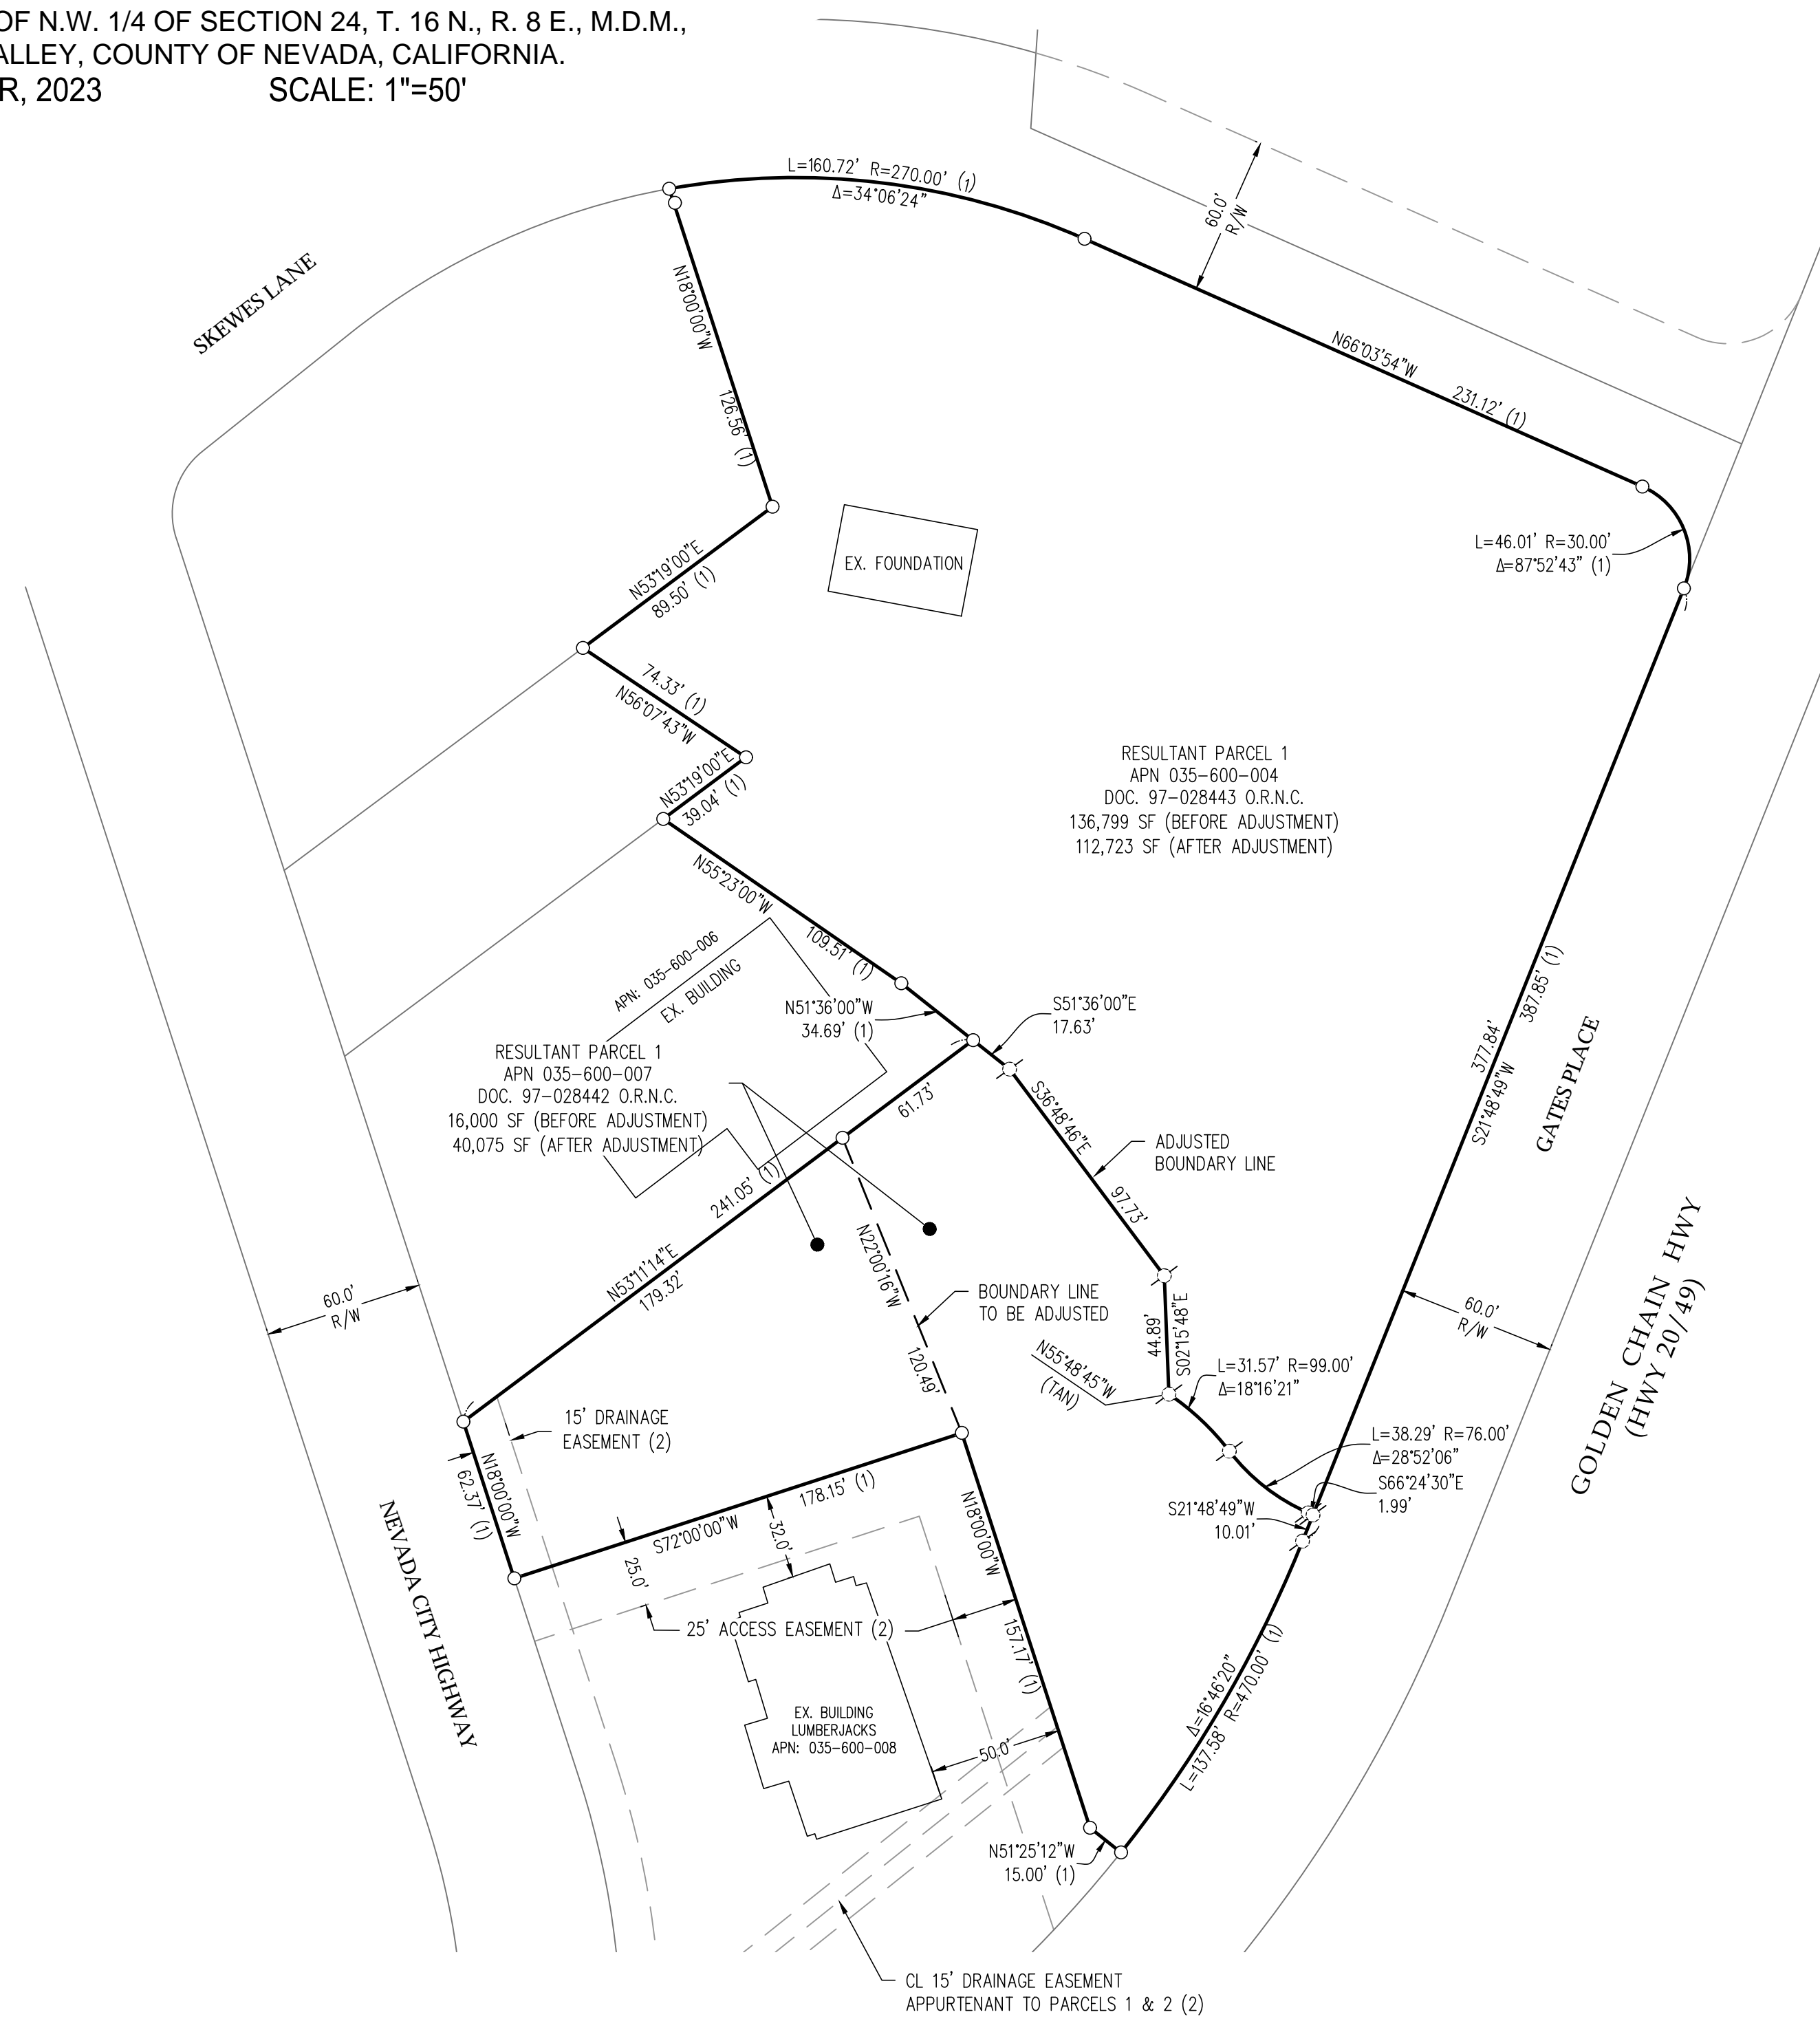 OF N.W. 1/4 OF SECTION 24, T. 16 N., R. 8 E., M.D.M.,
ALLEY, COUNTY OF NEVADA, CALIFORNIA.
R, 2023 SCALE: 1"=50'
L=160.72' R=270.00' (1)
Δ=34°06'24"
60.0'
R/W
SKEWES LANE
N18°00'00"W
126.56' (1)
N66°03'54"W
231.12' (1)
L=46.01' R=30.00'
Δ=87°52'43" (1)
EX. FOUNDATION
N53°19'00"E
89.50' (1)
74.33' (1)
N56°07'43"W
N53°19'00"E
39.04' (1)
RESULTANT PARCEL 1
APN 035-600-004
DOC. 97-028443 O.R.N.C.
136,799 SF (BEFORE ADJUSTMENT)
112,723 SF (AFTER ADJUSTMENT)
N55°23'00"W
109.51' (1)
APN: 035-600-006
EX. BUILDING
N51°36'00"W
34.69' (1)
S51°36'00"E
17.63'
387.85' (1)
377.84'
S21°48'49"W
GATES PLACE
RESULTANT PARCEL 1
APN 035-600-007
DOC. 97-028442 O.R.N.C.
16,000 SF (BEFORE ADJUSTMENT)
40,075 SF (AFTER ADJUSTMENT)
61.73'
S36°48'46"E
97.73'
ADJUSTED
BOUNDARY LINE
241.05' (1)
N53°11'14"E
179.32'
N22°00'16"W
120.49'
BOUNDARY LINE
TO BE ADJUSTED
44.89'
S02°15'48"E
60.0'
R/W
60.0'
R/W
GOLDEN CHAIN HWY
(HWY 20/49)
N55°48'45"W
(TAN)
L=31.57' R=99.00'
Δ=18°16'21"
L=38.29' R=76.00'
Δ=28°52'06"
S66°24'30"E
1.99'
S21°48'49"W
10.01'
15' DRAINAGE
EASEMENT (2)
N18°00'00"W
62.37' (1)
178.15' (1)
S72°00'00"W
32.0'
25.0'
N18°00'00"W
157.17' (1)
NEVADA CITY HIGHWAY
25' ACCESS EASEMENT (2)
EX. BUILDING
LUMBERJACKS
APN: 035-600-008
50.0'
Δ=16°46'20"
L=137.58' R=470.00' (1)
N51°25'12"W
15.00' (1)
CL 15' DRAINAGE EASEMENT
APPURTENANT TO PARCELS 1 & 2 (2)